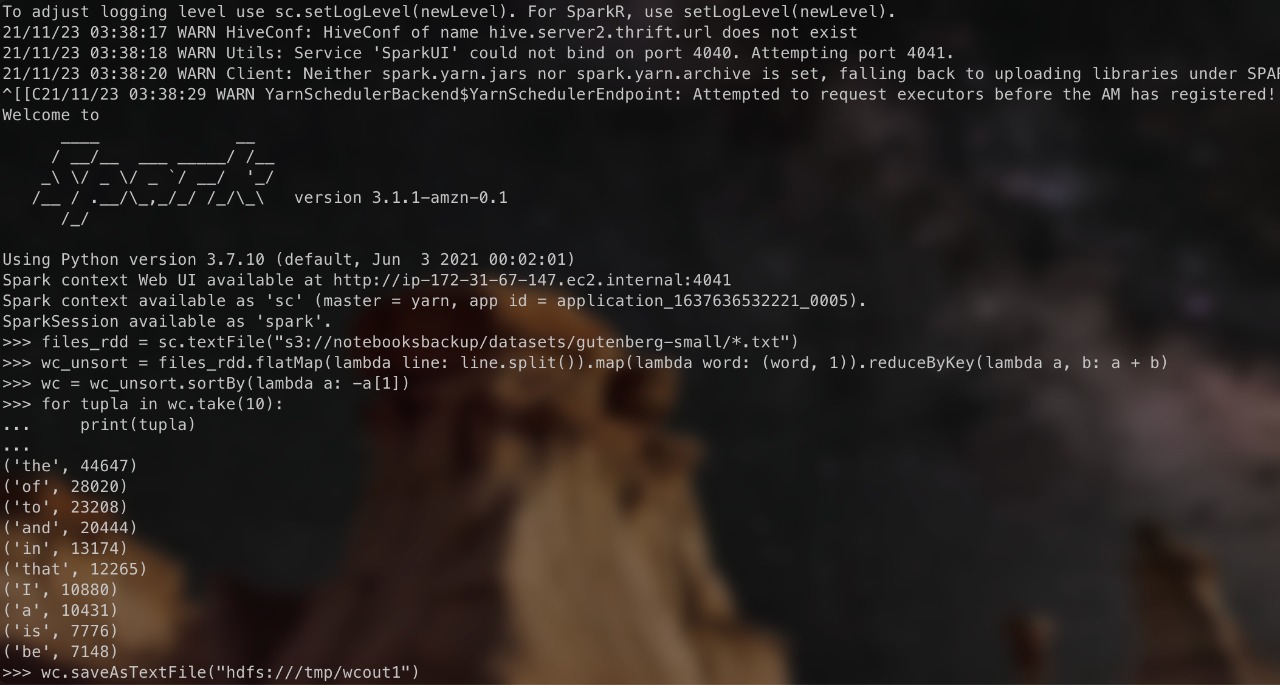 To adjust logging level use sc.setLogLevel(newLevel). For SparkR, use setLogLevel(newLevel).
21/11/23 03:38:17 WARN HiveConf: HiveConf of name hive.server2.thrift.url does not exist
21/11/23 03:38:18 WARN Utils: Service 'SparkUI' could not bind on port 4040. Attempting port 4041.
21/11/23 03:38:20 WARN Client: Neither spark.yarn.jars nor spark.yarn.archive is set, falling back to uploading libraries under SPAR
^[[C21/11/23 03:38:29 WARN YarnSchedulerBackend$YarnSchedulerEndpoint: Attempted to request executors before the AM has registered!
Welcome to
      ____              __
     / __/__  ___ _____/ /__
    _\ \/ _ \/ _ `/ __/  '_/
   /__ / .__/\_,_/_/ /_/\_\   version 3.1.1-amzn-0.1
      /_/

Using Python version 3.7.10 (default, Jun  3 2021 00:02:01)
Spark context Web UI available at http://ip-172-31-67-147.ec2.internal:4041
Spark context available as 'sc' (master = yarn, app id = application_1637636532221_0005).
SparkSession available as 'spark'.
>>> files_rdd = sc.textFile("s3://notebooksbackup/datasets/gutenberg-small/*.txt")
>>> wc_unsort = files_rdd.flatMap(lambda line: line.split()).map(lambda word: (word, 1)).reduceByKey(lambda a, b: a + b)
>>> wc = wc_unsort.sortBy(lambda a: -a[1])
>>> for tupla in wc.take(10):
...     print(tupla)
...
('the', 44647)
('of', 28020)
('to', 23208)
('and', 20444)
('in', 13174)
('that', 12265)
('I', 10880)
('a', 10431)
('is', 7776)
('be', 7148)
>>> wc.saveAsTextFile("hdfs:///tmp/wcout1")